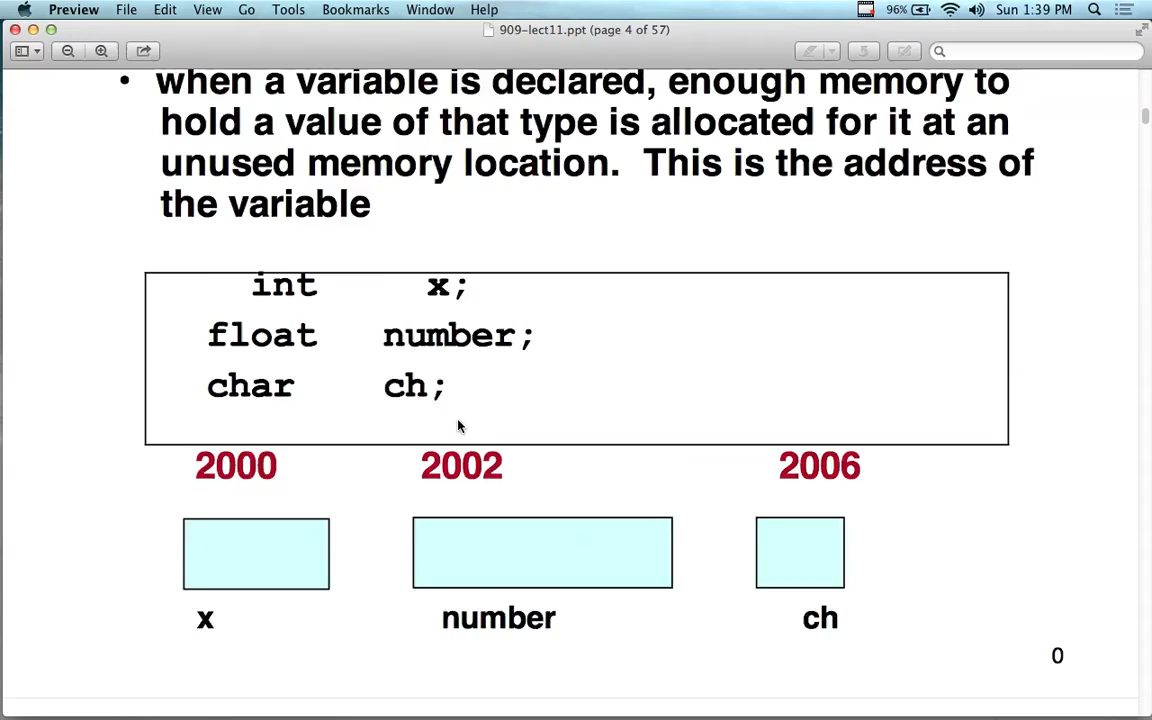 Preview File Edit View Go Tools Bookmarks Window Help 96% Sun 1:39 PM
909-lect11.ppt (page 4 of 57)
• when a variable is declared, enough memory to
hold a value of that type is allocated for it at an
unused memory location. This is the address of
the variable
int x;
float number;
char ch;
2000 2002 2006
x number ch
0